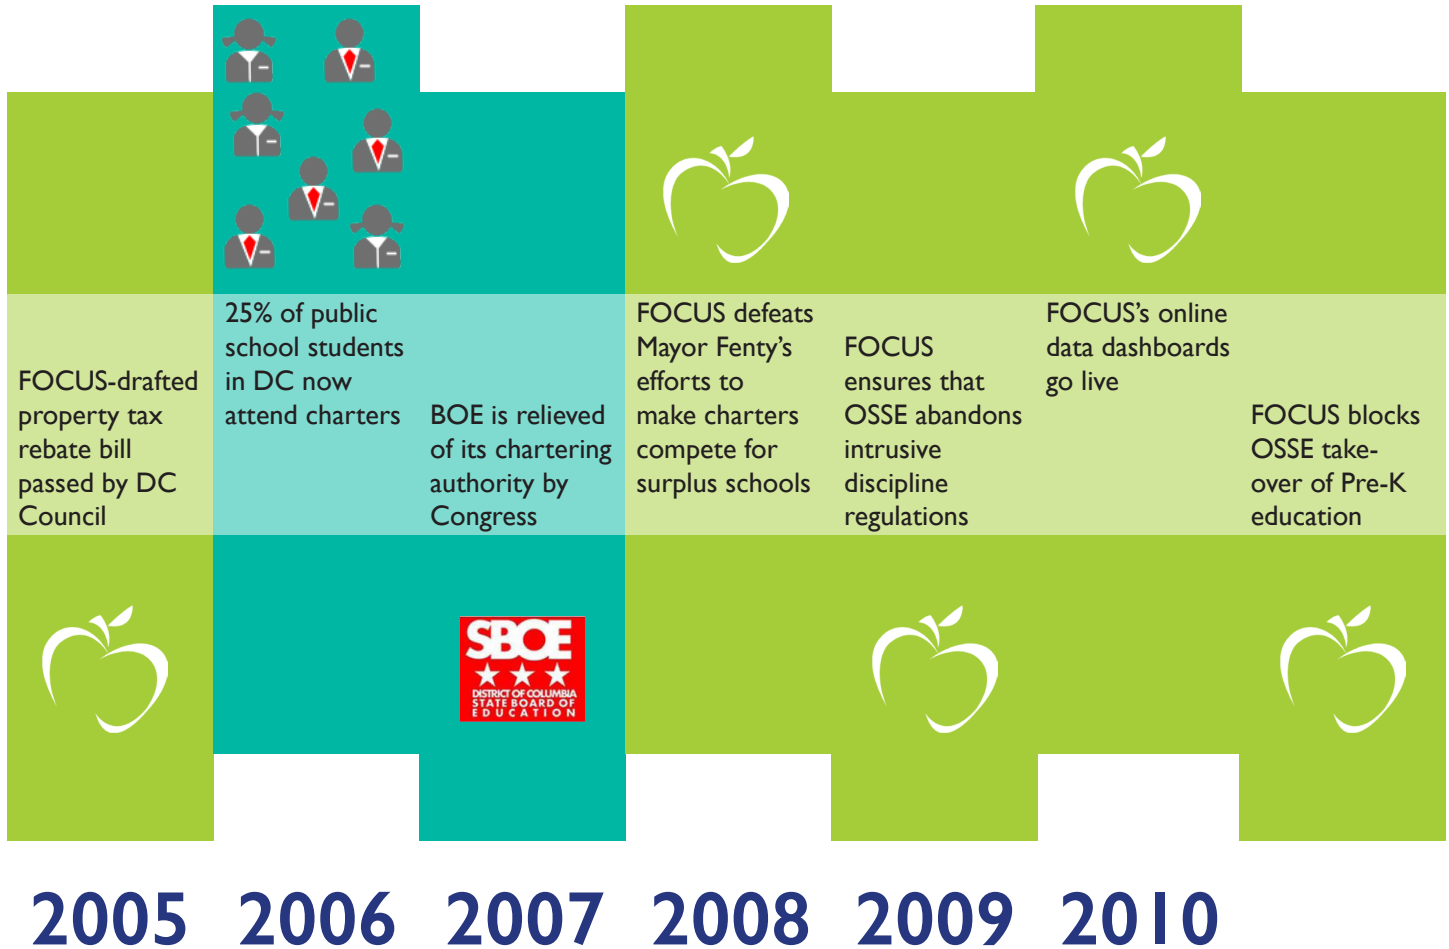 FOCUS-drafted
property tax
rebate bill
passed by DC
Council
25% of public
school students
in DC now
attend charters
BOE is relieved
of its chartering
authority by
Congress
SBOE
DISTRICT OF COLUMBIA
STATE BOARD OF
EDUCATION
FOCUS defeats
Mayor Fenty’s
efforts to
make charters
compete for
surplus schools
FOCUS
ensures that
OSSE abandons
intrusive
discipline
regulations
FOCUS’s online
data dashboards
go live
FOCUS blocks
OSSE take-
over of Pre-K
education
2005 2006 2007 2008 2009 2010